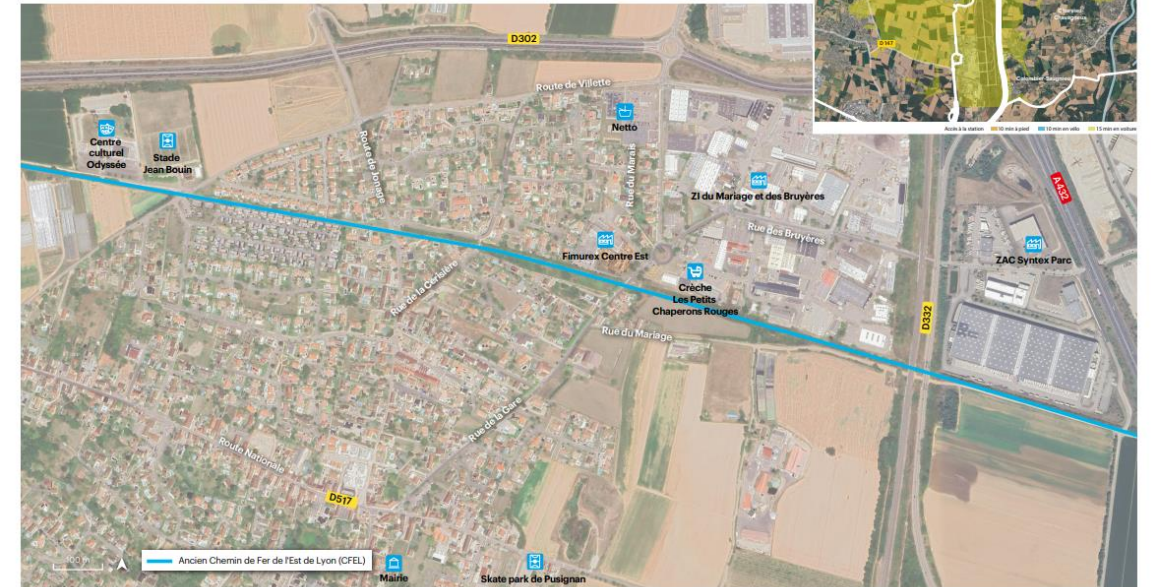 D302
Route de Villette
D 147
Accès à la station
10 min à pied
10 min en vélo
15 min en voiture
Centre
culturel
Odyssée
Stade
Jean Bouin
Route de Jonage
Netto
Rue du Marais
ZI du Mariage et des Bruyères
Rue des Bruyères
A 432
ZAC Syntex Parc
Fimurex Centre Est
Crèche
Les Petits
Chaperons Rouges
Rue de la Cerisière
Rue du Mariage
D332
Rue de la Gare
Route Nationale
D517
100 m
Ancien Chemin de Fer de l'Est de Lyon (CFEL)
Mairie
Skate park de Pusignan